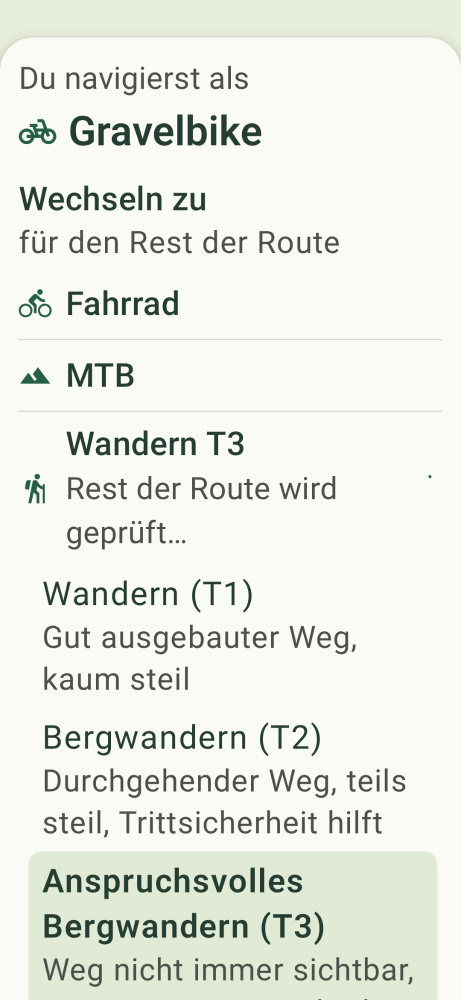 Du navigierst als
Gravelbike
Wechseln zu
für den Rest der Route
Fahrrad
MTB
Wandern T3
Rest der Route wird
geprüft…
Wandern (T1)
Gut ausgebauter Weg,
kaum steil
Bergwandern (T2)
Durchgehender Weg, teils
steil, Trittsicherheit hilft
Anspruchsvolles
Bergwandern (T3)
Weg nicht immer sichtbar,